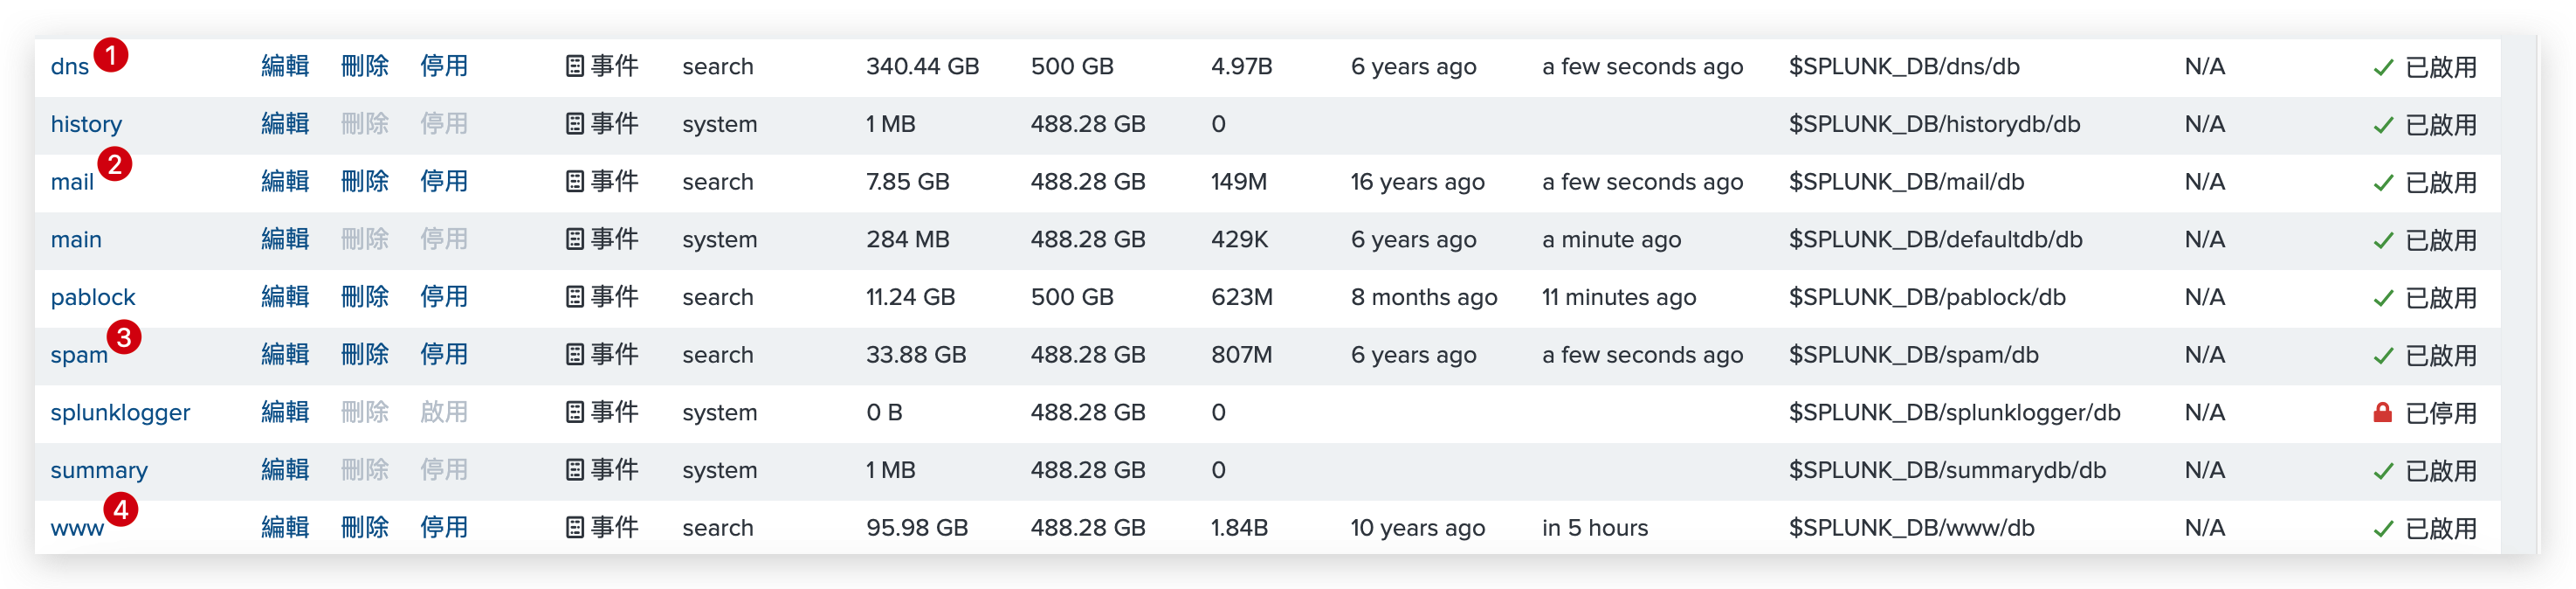 dns 1 編輯 刪除 停用 事件 search 340.44 GB 500 GB 4.97B 6 years ago a few seconds ago $SPLUNK_DB/dns/db N/A 已啟用
history 編輯 刪除 停用 事件 system 1 MB 488.28 GB 0 $SPLUNK_DB/historydb/db N/A 已啟用
mail 2 編輯 刪除 停用 事件 search 7.85 GB 488.28 GB 149M 16 years ago a few seconds ago $SPLUNK_DB/mail/db N/A 已啟用
main 編輯 刪除 停用 事件 system 284 MB 488.28 GB 429K 6 years ago a minute ago $SPLUNK_DB/defaultdb/db N/A 已啟用
pablock 編輯 刪除 停用 事件 search 11.24 GB 500 GB 623M 8 months ago 11 minutes ago $SPLUNK_DB/pablock/db N/A 已啟用
spam 3 編輯 刪除 停用 事件 search 33.88 GB 488.28 GB 807M 6 years ago a few seconds ago $SPLUNK_DB/spam/db N/A 已啟用
splunklogger 編輯 刪除 啟用 事件 system 0 B 488.28 GB 0 $SPLUNK_DB/splunklogger/db N/A 已停用
summary 編輯 刪除 停用 事件 system 1 MB 488.28 GB 0 $SPLUNK_DB/summarydb/db N/A 已啟用
www 4 編輯 刪除 停用 事件 search 95.98 GB 488.28 GB 1.84B 10 years ago in 5 hours $SPLUNK_DB/www/db N/A 已啟用